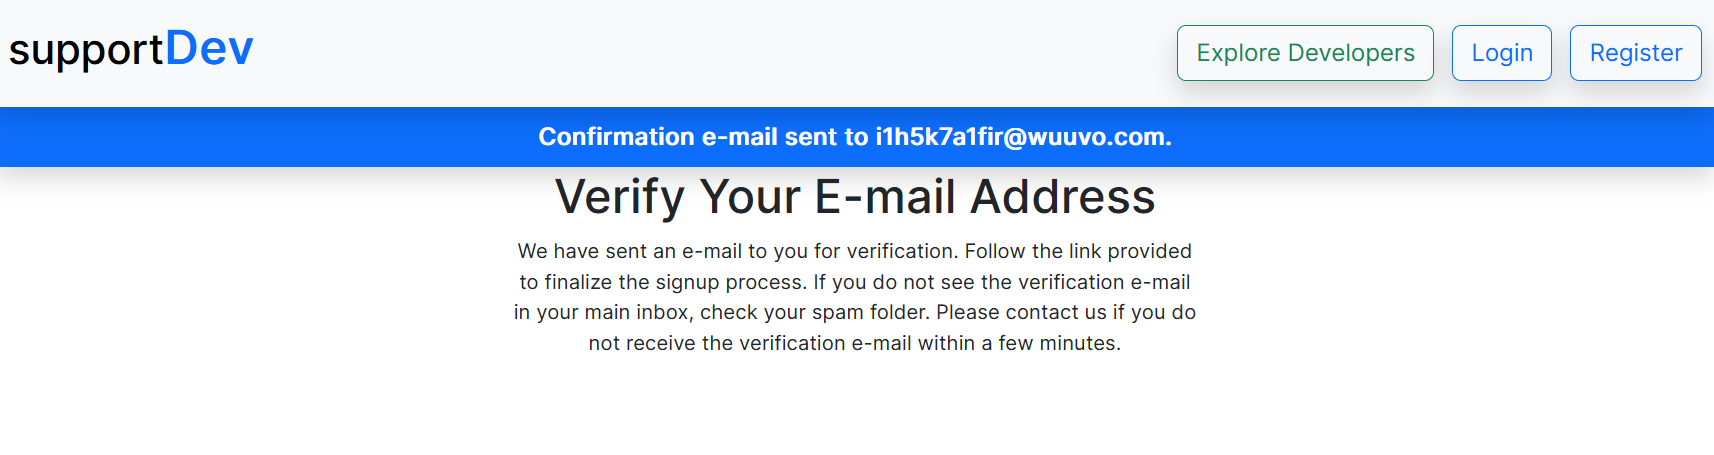 supportDev
Explore Developers
Login
Register
Confirmation e-mail sent to i1h5k7a1fir@wuuvo.com.
Verify Your E-mail Address
We have sent an e-mail to you for verification. Follow the link provided
to finalize the signup process. If you do not see the verification e-mail
in your main inbox, check your spam folder. Please contact us if you do
not receive the verification e-mail within a few minutes.